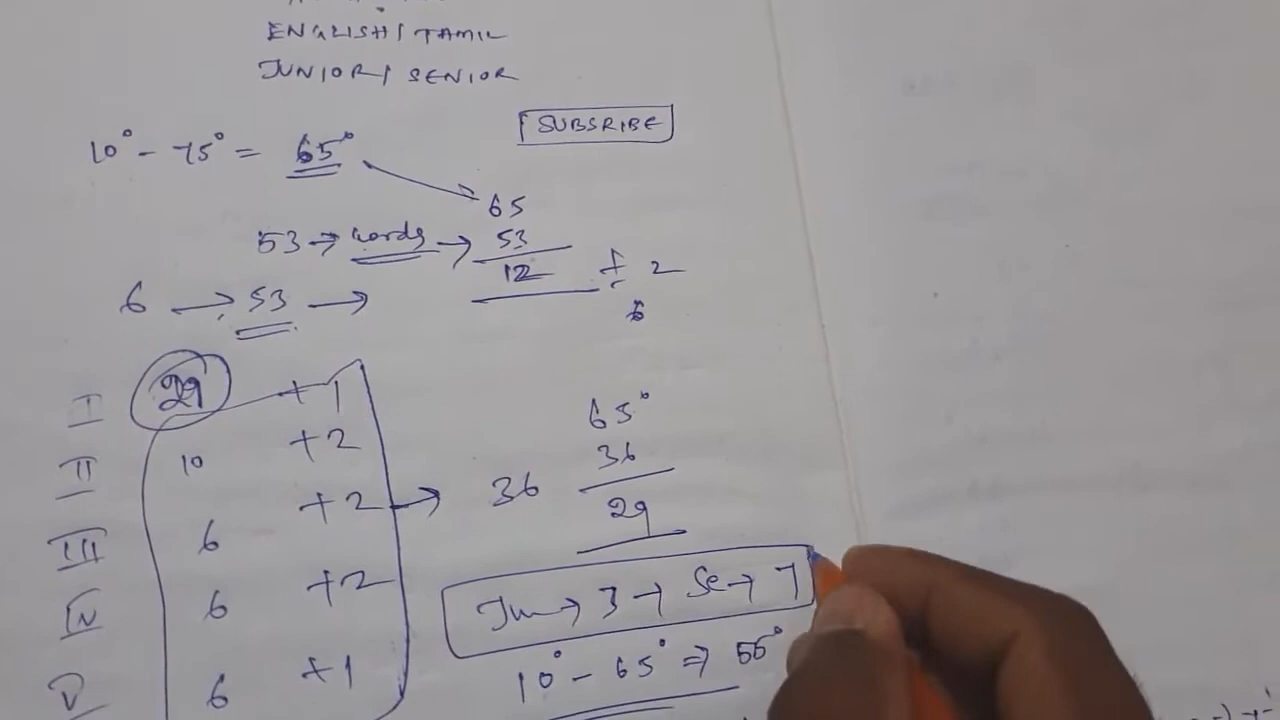 ENGLISH / TAMIL
JUNIOR / SENIOR
SUBSRIBE
10° - 75° = 65°
65
53 → words → 53
12 + 2
6 → 53 →
I 29 + 1
II 10 + 2
III 6 + 2
IV 6 + 2
V 6 + 1
65°
36 36
29
Ju → 3 → Se → 7
10° - 65° ⇒ 55°